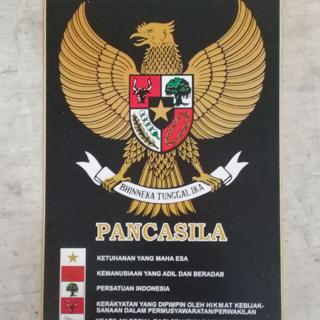 BHINNEKA TUNGGAL IKA
PANCASILA
KETUHANAN YANG MAHA ESA
KEMANUSIAAN YANG ADIL DAN BERADAB
PERSATUAN INDONESIA
KERAKYATAN YANG DIPIMPIN OLEH HIKMAT KEBIJAK-
SANAAN DALAM PERMUSYAWARATAN/PERWAKILAN